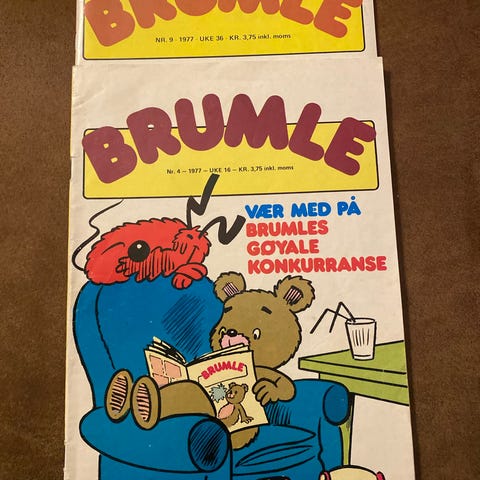 BRUMLE
NR. 9 - 1977 - UKE 36 - KR. 3,75 inkl. moms
BRUMLE
Nr. 4 – 1977 – UKE 16 – KR. 3,75 inkl. moms
VÆR MED PÅ
BRUMLES
GØYALE
KONKURRANSE
BRUMLE